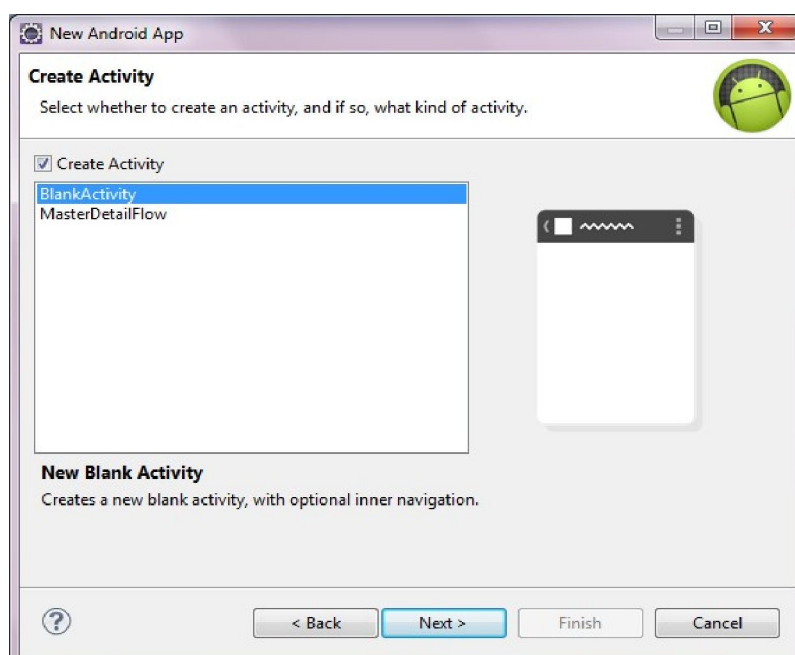 New Android App
Create Activity
Select whether to create an activity, and if so, what kind of activity.
Create Activity
BlankActivity
MasterDetailFlow
New Blank Activity
Creates a new blank activity, with optional inner navigation.
< Back
Next >
Finish
Cancel